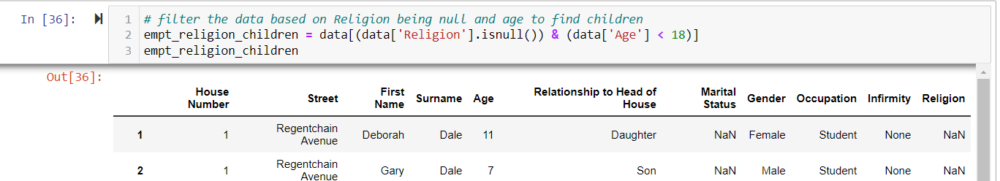 In [36]:
1 # filter the data based on Religion being null and age to find children
2 empt_religion_children = data[(data['Religion'].isnull()) & (data['Age'] < 18)]
3 empt_religion_children
Out[36]:
House Number Street First Name Surname Age Relationship to Head of House Marital Status Gender Occupation Infirmity Religion
1 1 Regentchain Avenue Deborah Dale 11 Daughter NaN Female Student None NaN
2 1 Regentchain Avenue Gary Dale 7 Son NaN Male Student None NaN